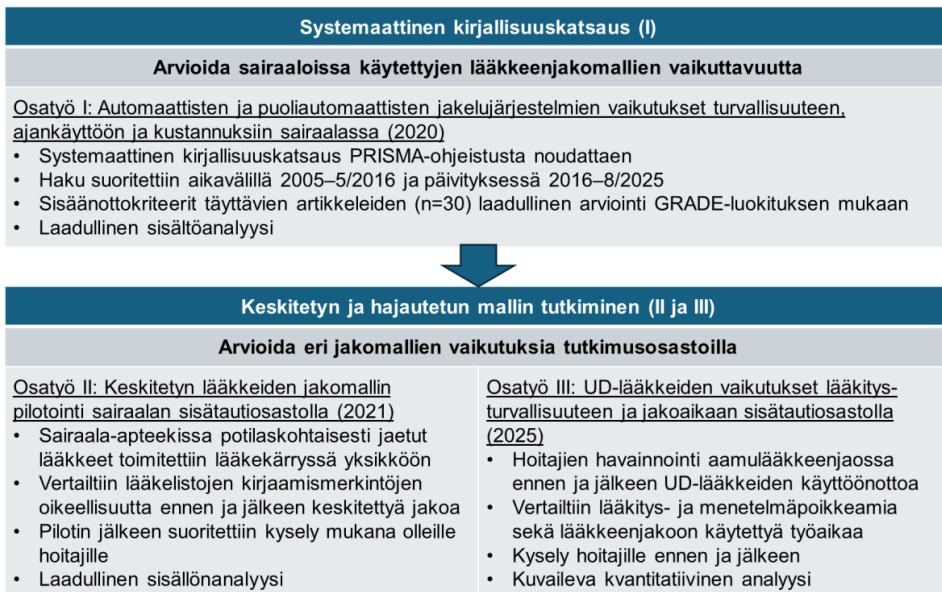 Systemaattinen kirjallisuuskatsaus (I)
Arvioida sairaaloissa käytettyjen lääkkeenjakomallien vaikuttavuutta
Osatyö I: Automaattisten ja puoliautomaattisten jakelujärjestelmien vaikutukset turvallisuuteen,
ajankäyttöön ja kustannuksiin sairaalassa (2020)
• Systemaattinen kirjallisuuskatsaus PRISMA-ohjeistusta noudattaen
• Haku suoritettiin aikavälillä 2005–5/2016 ja päivityksessä 2016–8/2025
• Sisäänottokriteerit täyttävien artikkeleiden (n=30) laadullinen arviointi GRADE-luokituksen mukaan
• Laadullinen sisältöanalyysi
Keskitetyn ja hajautetun mallin tutkiminen (II ja III)
Arvioida eri jakomallien vaikutuksia tutkimusosastoilla
Osatyö II: Keskitetyn lääkkeiden jakomallin
pilotointi sairaalan sisätautiosastolla (2021)
• Sairaala-apteekissa potilaskohtaisesti jaetut
lääkkeet toimitettiin lääkekärryssä yksikköön
• Vertailtiin lääkelistojen kirjaamismerkintöjen
oikeellisuutta ennen ja jälkeen keskitettyä jakoa
• Pilotin jälkeen suoritettiin kysely mukana olleille
hoitajille
• Laadullinen sisällönanalyysi
Osatyö III: UD-lääkkeiden vaikutukset lääkitys-
turvallisuuteen ja jakoaikaan sisätautiosastolla
(2025)
• Hoitajien havainnointi aamulääkkeenjaossa
ennen ja jälkeen UD-lääkkeiden käyttöönottoa
• Vertailtiin lääkitys- ja menetelmäpoikkeamia
sekä lääkkeenjakoon käytettyä työaikaa
• Kysely hoitajille ennen ja jälkeen
• Kuvaileva kvantitatiivinen analyysi